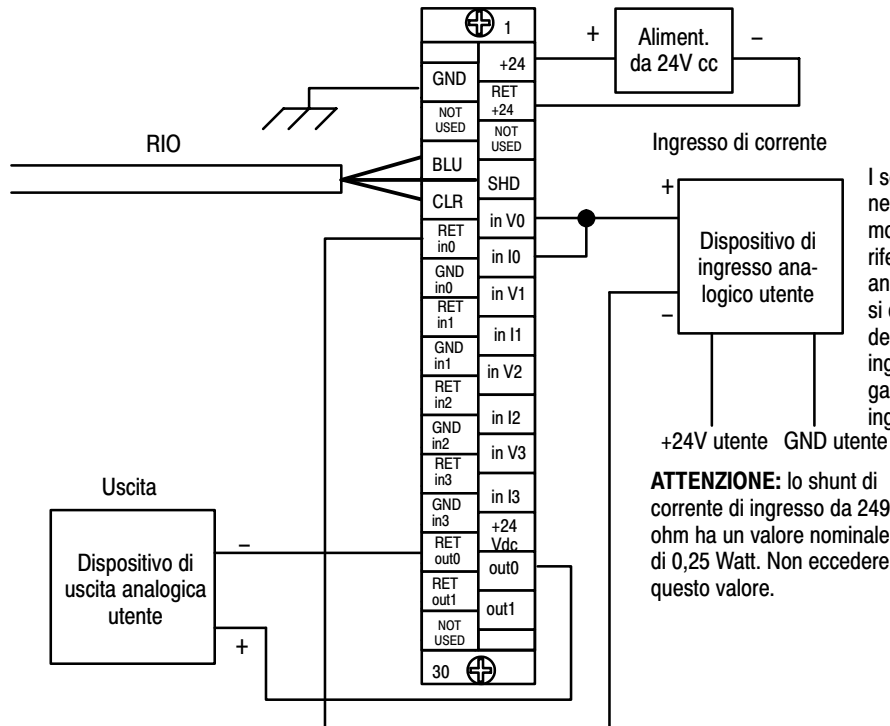 1
+
Aliment.
da 24V cc
–
+24
GND
RET
+24
NOT
USED
NOT
USED
RIO
BLU
SHD
CLR
in V0
RET
in0
in I0
GND
in0
in V1
RET
in1
in I1
GND
in1
in V2
RET
in2
in I2
GND
in2
in V3
RET
in3
in I3
GND
in3
+24
Vdc
RET
out0
out0
RET
out1
out1
NOT
USED
30
Ingresso di corrente
+
Dispositivo di
ingresso ana-
logico utente
–
+24V utente GND utente
ATTENZIONE: lo shunt di
corrente di ingresso da 249
ohm ha un valore nominale
di 0,25 Watt. Non eccedere
questo valore.
Uscita
Dispositivo di
uscita analogica
utente
–
+